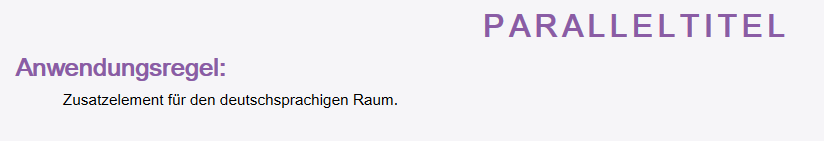 PARALLELTITEL
Anwendungsregel:
Zusatzelement für den deutschsprachigen Raum.